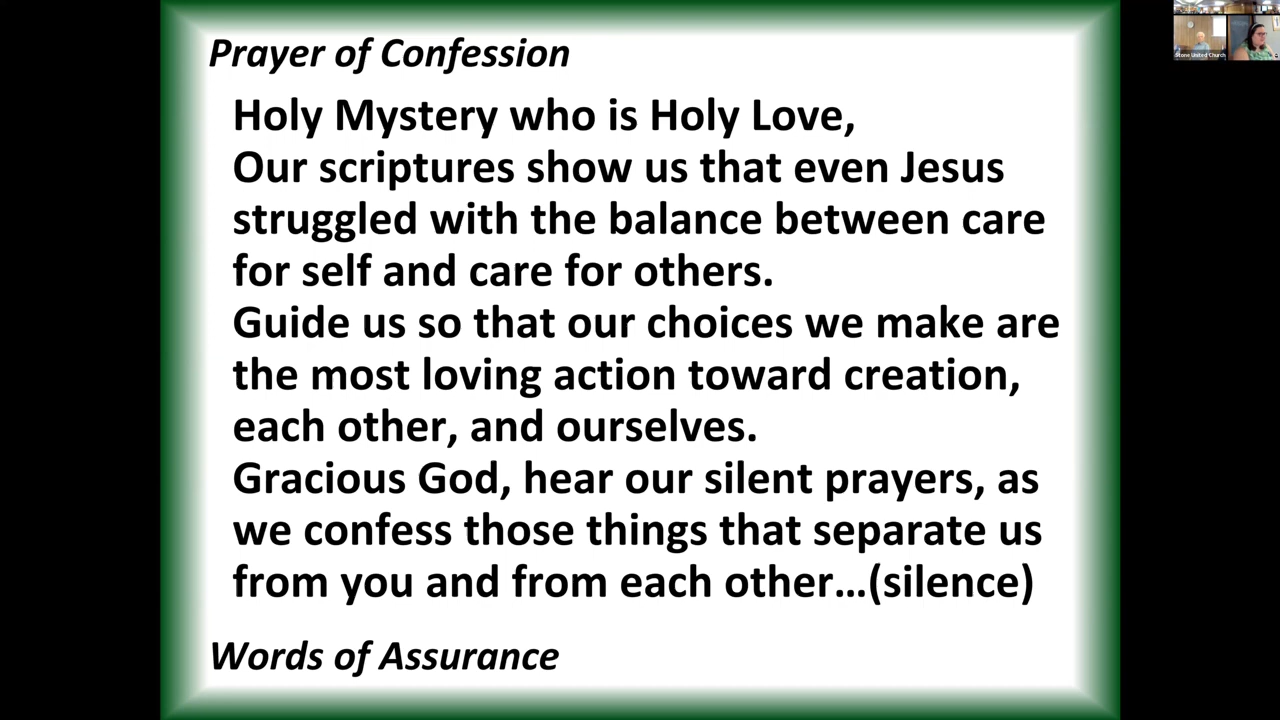 Prayer of Confession
Holy Mystery who is Holy Love,
Our scriptures show us that even Jesus
struggled with the balance between care
for self and care for others.
Guide us so that our choices we make are
the most loving action toward creation,
each other, and ourselves.
Gracious God, hear our silent prayers, as
we confess those things that separate us
from you and from each other…(silence)
Words of Assurance
Stone United Church